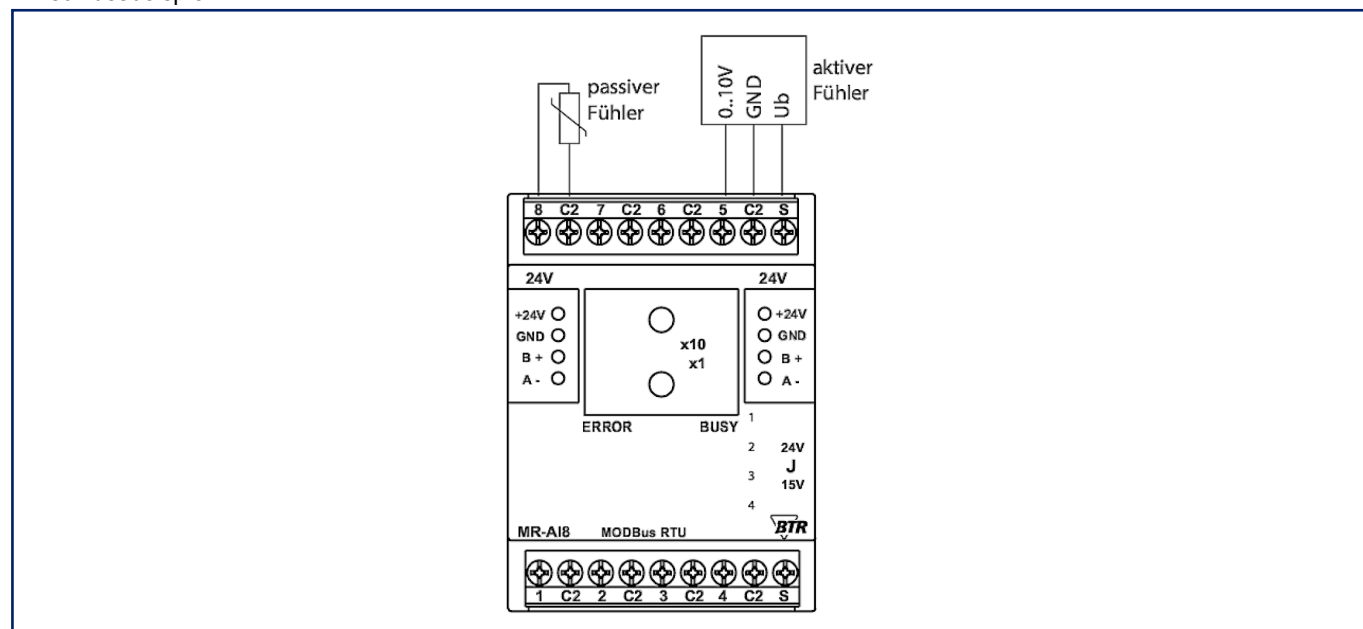 passiver
Fühler
0..10V
GND
Ub
aktiver
Fühler
8 C2 7 C2 6 C2 5 C2 S
24V 24V
+24V +24V
GND GND
B + B +
A - A -
x10
x1
ERROR BUSY
1
2 24V
J
3 15V
4
MR-AI8 MODBus RTU BTR
1 C2 2 C2 3 C2 4 C2 S